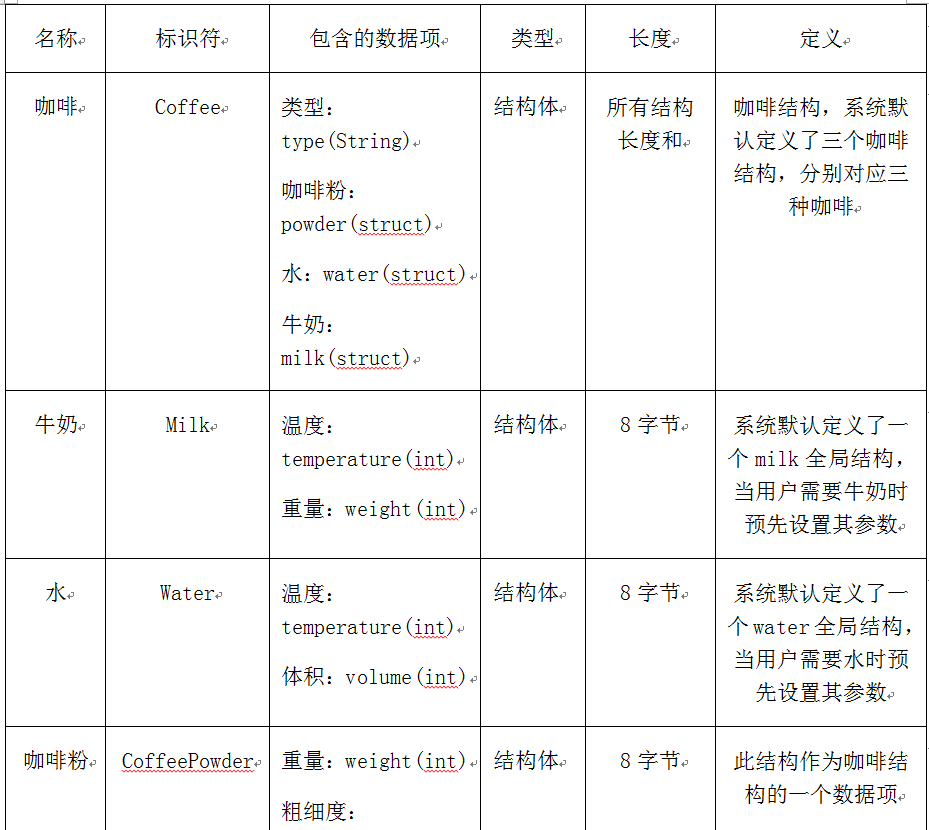 名称 标识符 包含的数据项 类型 长度 定义
咖啡 Coffee 类型: 结构体 所有结构 咖啡结构，系统默
type(String) 长度和 认定义了三个咖啡
咖啡粉: 结构，分别对应三
powder(struct) 种咖啡
水: water(struct)
牛奶:
milk(struct)
牛奶 Milk 温度: 结构体 8 字节 系统默认定义了一
temperature(int) 个 milk 全局结构，
重量: weight(int) 当用户需要牛奶时
预先设置其参数
水 Water 温度: 结构体 8 字节 系统默认定义了一
temperature(int) 个 water 全局结构，
体积: volume(int) 当用户需要水时预
先设置其参数
咖啡粉 CoffeePowder 重量: weight(int) 结构体 8 字节 此结构作为咖啡结
粗细度: 构的一个数据项